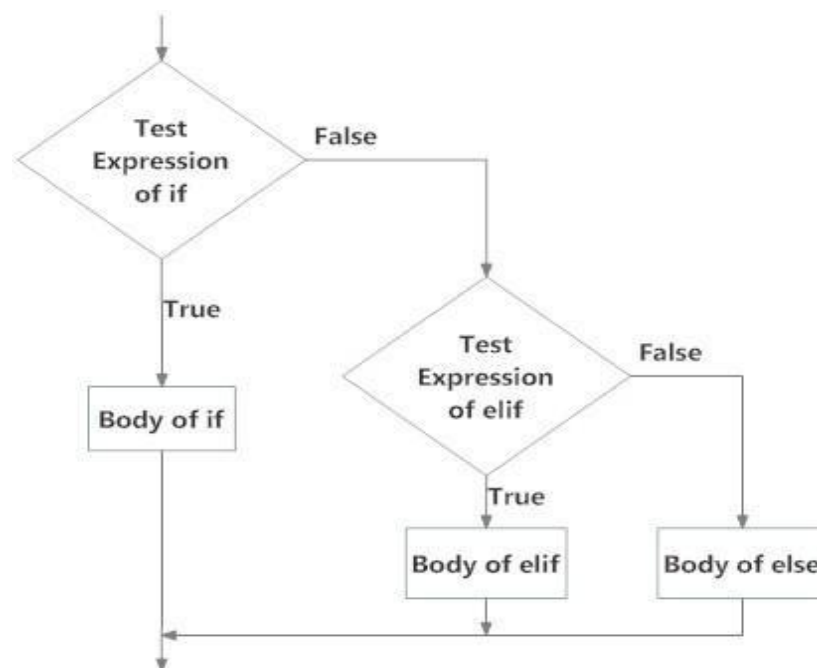 Test
Expression
of if
False
True
Test
Expression
of elif
False
Body of if
True
Body of elif
Body of else